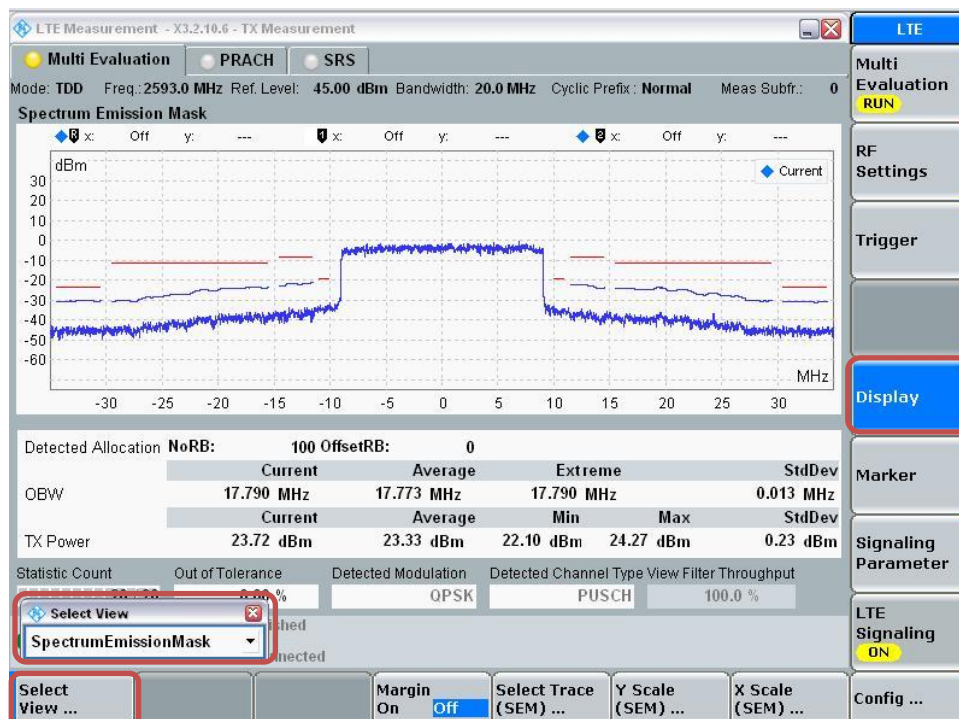 LTE Measurement - X3.2.10.6 - TX Measurement
LTE
Multi Evaluation PRACH SRS
Multi Evaluation RUN
Mode: TDD Freq.: 2593.0 MHz Ref. Level: 45.00 dBm Bandwidth: 20.0 MHz Cyclic Prefix : Normal Meas Subfr.: 0
Spectrum Emission Mask
R x: Off y: --- 1 x: Off y: --- 2 x: Off y: ---
dBm
Current
30
20
10
0
-10
-20
-30
-40
-50
-60
MHz
-30 -25 -20 -15 -10 -5 0 5 10 15 20 25 30
RF Settings
Trigger
Display
Marker
Signaling Parameter
LTE Signaling ON
Config ...
Detected Allocation NoRB: 100 OffsetRB: 0
Current Average Extreme StdDev
OBW 17.790 MHz 17.773 MHz 17.790 MHz 0.013 MHz
Current Average Min Max StdDev
TX Power 23.72 dBm 23.33 dBm 22.10 dBm 24.27 dBm 0.23 dBm
Statistic Count Out of Tolerance Detected Modulation Detected Channel Type View Filter Throughput
% QPSK PUSCH 100.0 %
Select View
SpectrumEmissionMask
Select View ...
Margin On Off
Select Trace (SEM) ...
Y Scale (SEM) ...
X Scale (SEM) ...